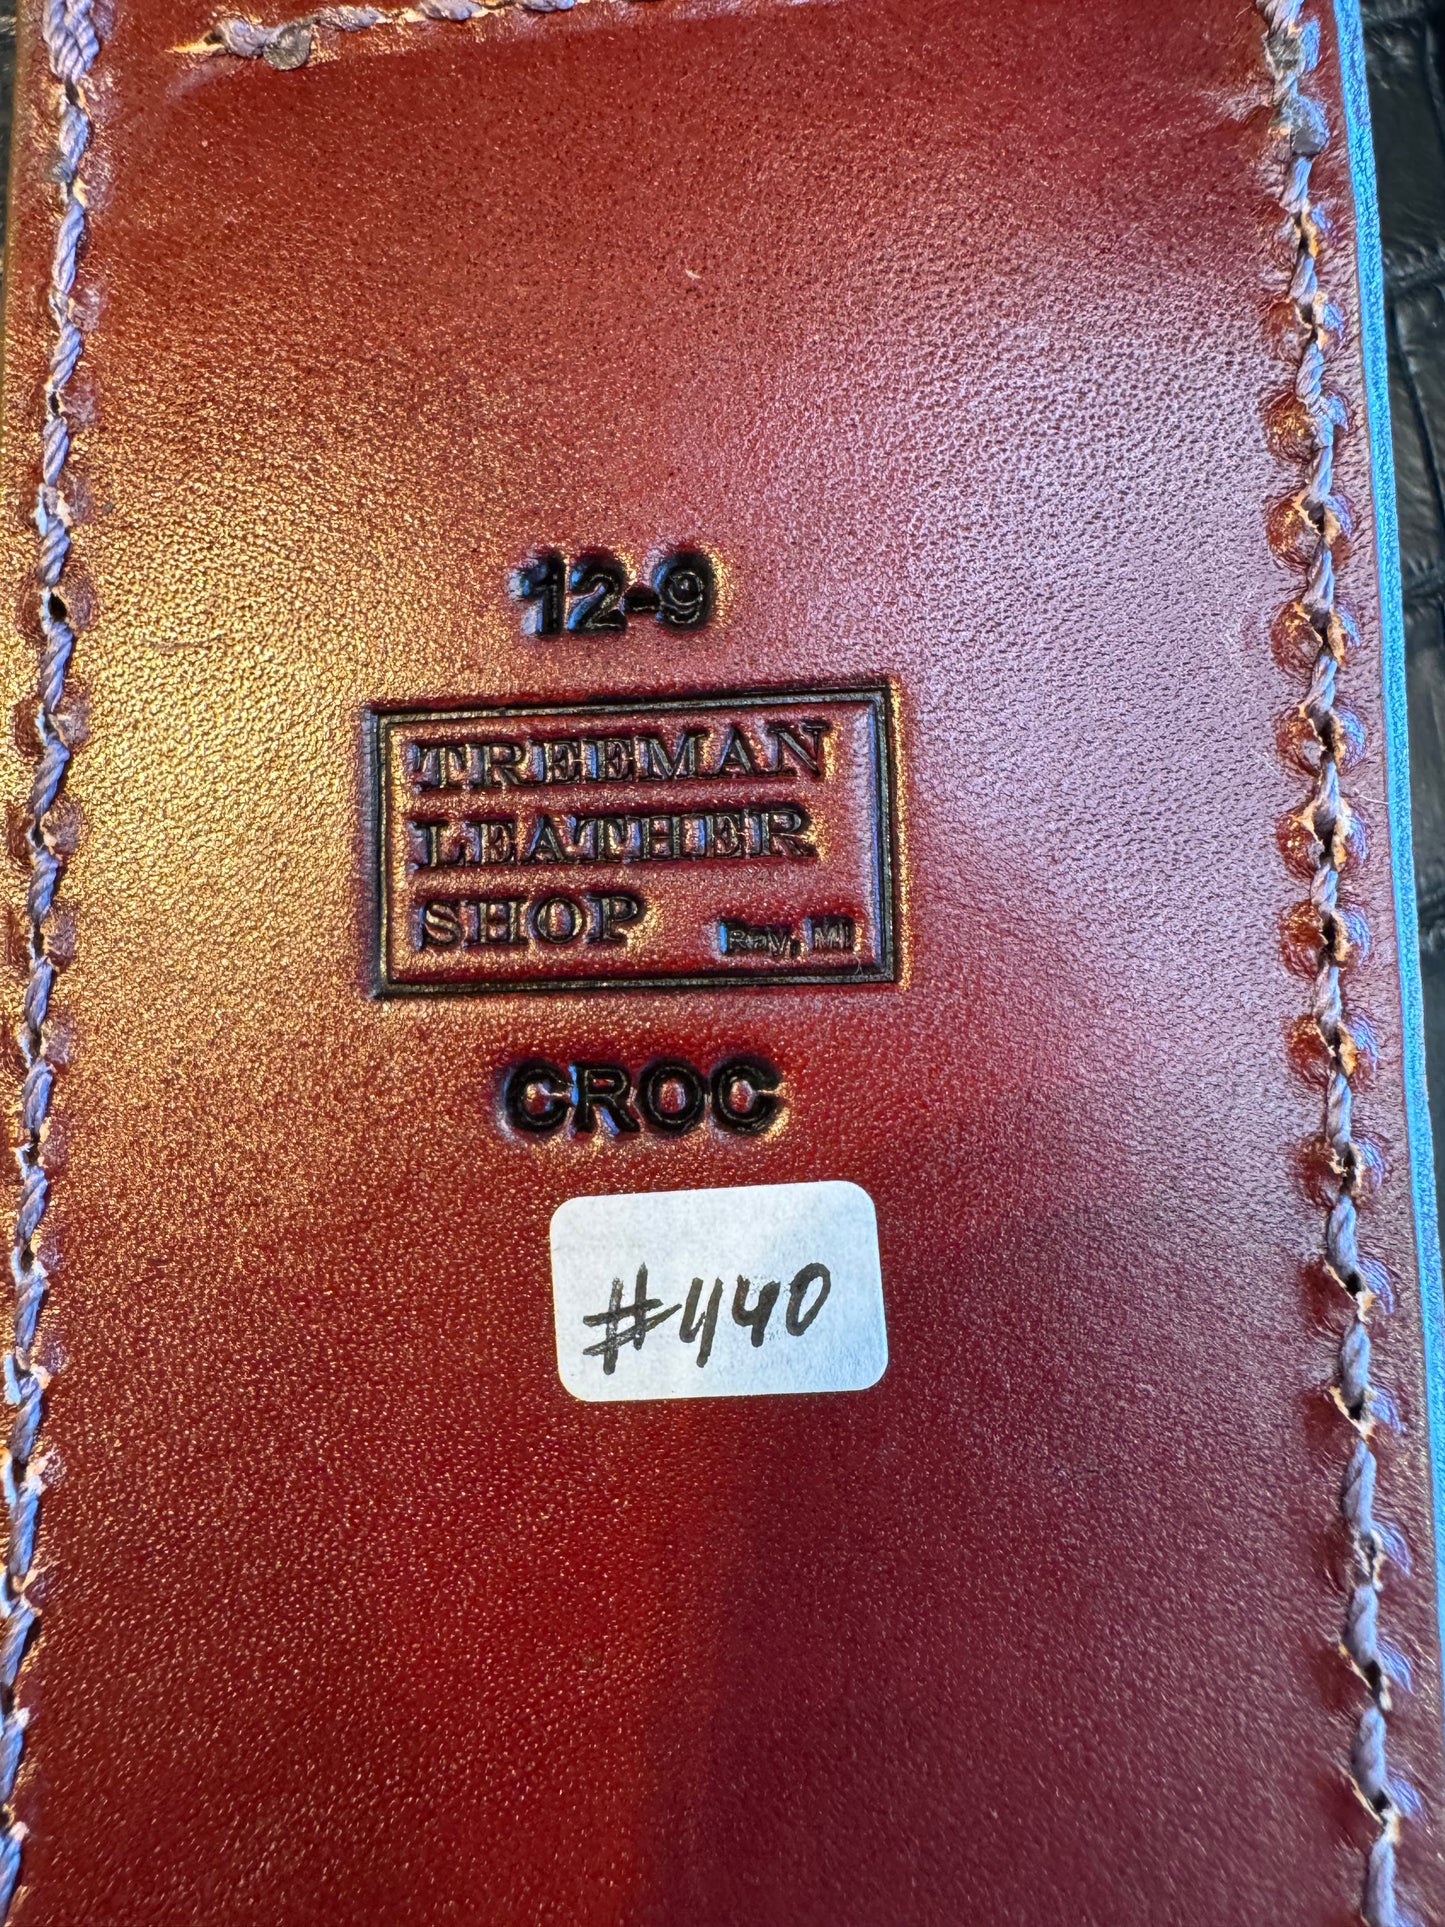 12-9
TREEMAN
LEATHER
SHOP Ray, MI
CROC
#440